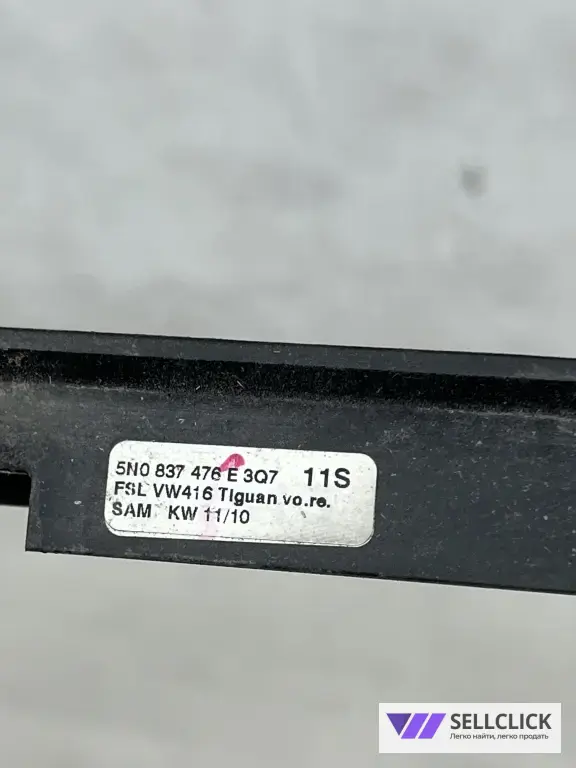 5N0 837 476 E 3Q7 11S
FSL VW416 Tiguan vo.re.
SAM KW 11/10
SELLCLICK
Легко найти, легко продать